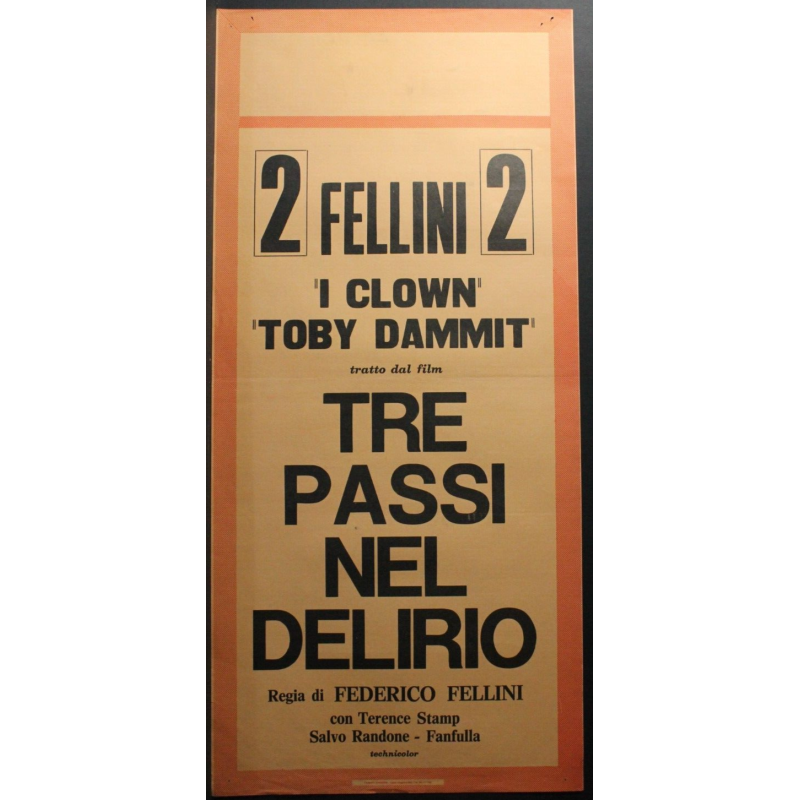 2 FELLINI 2
"I CLOWN"
"TOBY DAMMIT"
tratto dal film
TRE
PASSI
NEL
DELIRIO
Regia di FEDERICO FELLINI
con Terence Stamp
Salvo Randone - Fanfulla
technicolor